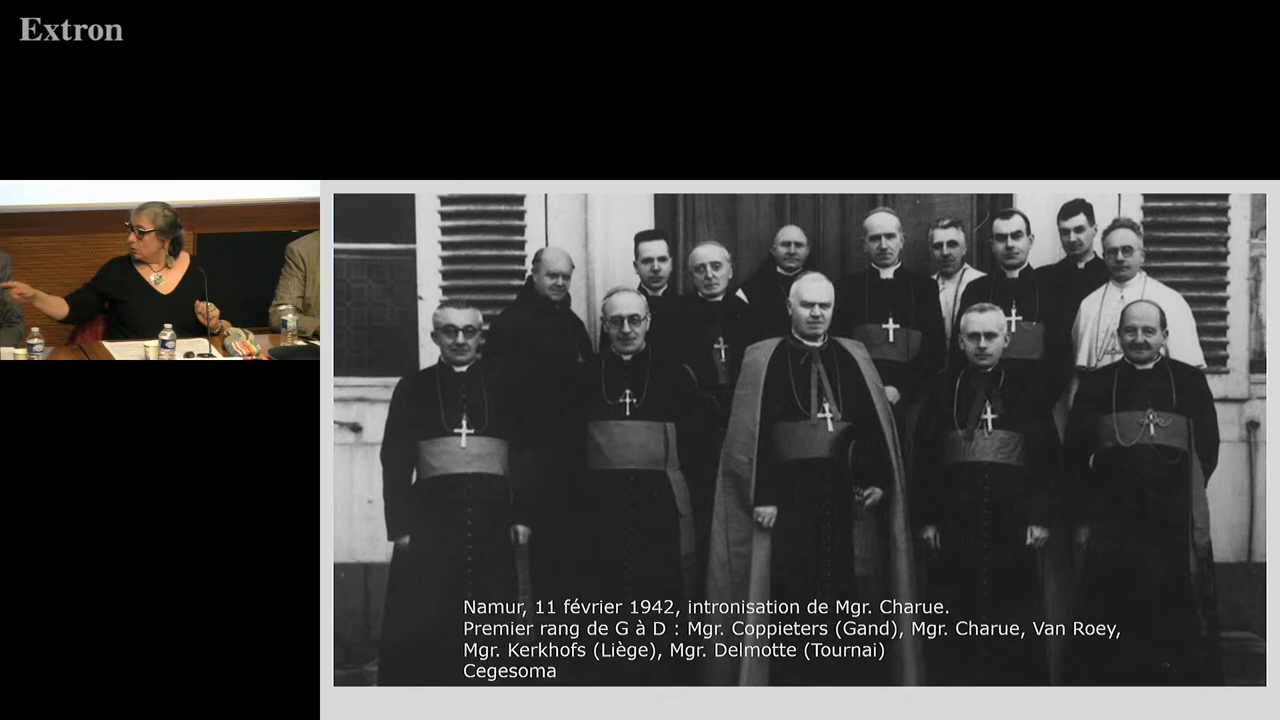 Extron
Namur, 11 février 1942, intronisation de Mgr. Charue.
Premier rang de G à D : Mgr. Coppieters (Gand), Mgr. Charue, Van Roey,
Mgr. Kerkhofs (Liège), Mgr. Delmotte (Tournai)
Cegesoma